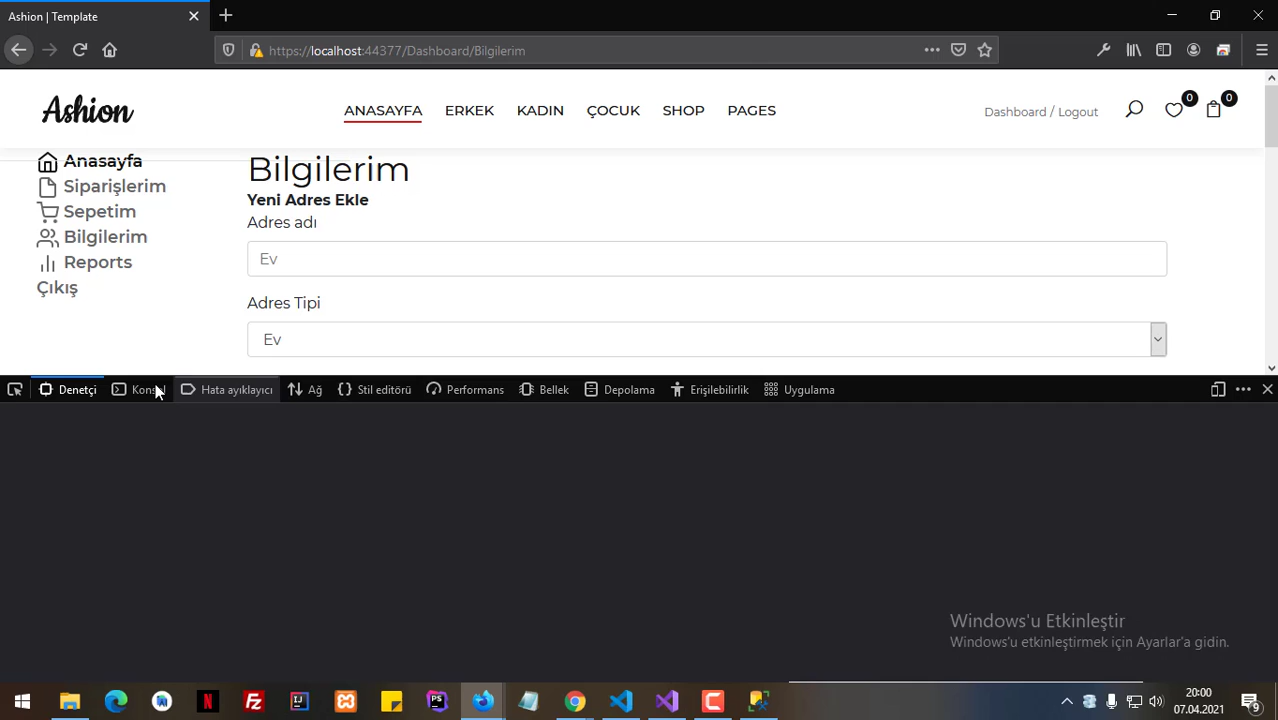 Ashion | Template
https://localhost:44377/Dashboard/Bilgilerim
Ashion
ANASAYFA
ERKEK
KADIN
ÇOCUK
SHOP
PAGES
Dashboard / Logout
0
0
Anasayfa
Siparişlerim
Sepetim
Bilgilerim
Reports
Çıkış
Bilgilerim
Yeni Adres Ekle
Adres adı
Ev
Adres Tipi
Ev
Denetçi
Konsol
Hata ayıklayıcı
Ağ
Stil editörü
Performans
Bellek
Depolama
Erişilebilirlik
Uygulama
Windows'u Etkinleştir
Windows'u etkinleştirmek için Ayarlar'a gidin.
20:00
07.04.2021